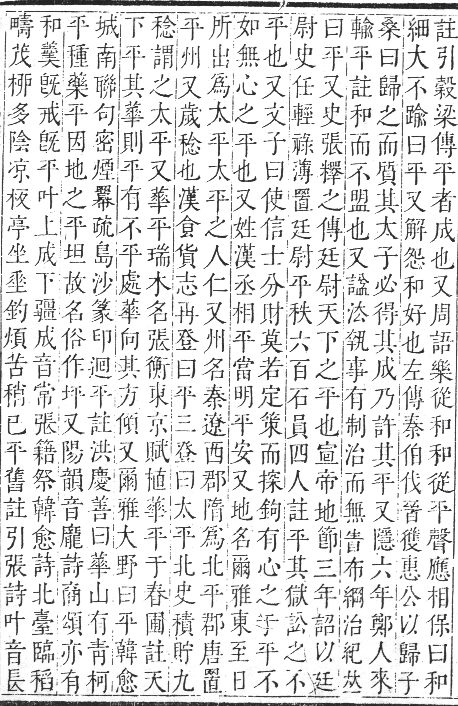 註引穀梁傳平者成也又周語樂從和和從平聲應相保曰和
細大不踰曰平又解怨和好也左傳秦伯伐晉獲惠公以歸子
桑曰歸之而質其太子必得其成乃許其平又隱六年鄭人來
輸平註和而不盟也又諡法執事有制治而無眚布綱治紀𠀤
曰平又史張釋之傳廷尉天下之平也宣帝地節三年詔以廷
尉史任輕祿薄置廷尉平秩六百石員四人註平其獄訟之不
平也又文子曰使信士分財莫若定策而探鉤有心之于平不
如無心之平也又姓漢丞相平當明平安又地名爾雅東至日
所出爲太平太平之人仁又州名秦遼西郡隋爲北平郡唐置
平州又歲稔也漢食貨志再登曰平三登曰太平北史積貯九
稔謂之太平又華平瑞木名張衡東京賦植華平于春圃註天
下平其華則平有不平處華向其方傾又爾雅大野曰平韓愈
城南聯句密煙羃疏島沙篆印迴平註洪慶善曰華山有靑柯
平種藥平因地之平坦故名俗作坪又陽韻音龐詩商頌亦有
和羹旣戒旣平叶上成下疆成音常張籍祭韓愈詩北臺臨稻
疇茂柳多陰凉板亭坐垂釣煩苦稍已平舊註引張詩叶音長